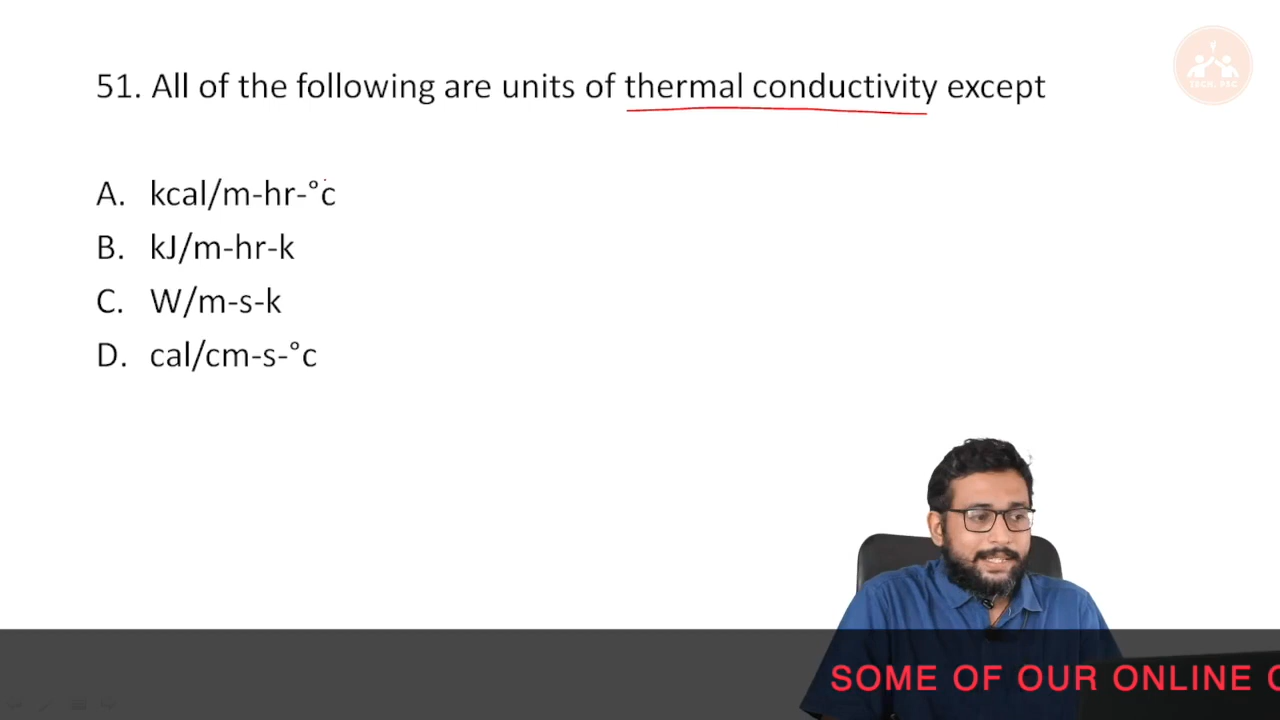 51. All of the following are units of thermal conductivity except
A. kcal/m-hr-°c
B. kJ/m-hr-k
C. W/m-s-k
D. cal/cm-s-°c
SOME OF OUR ONLINE